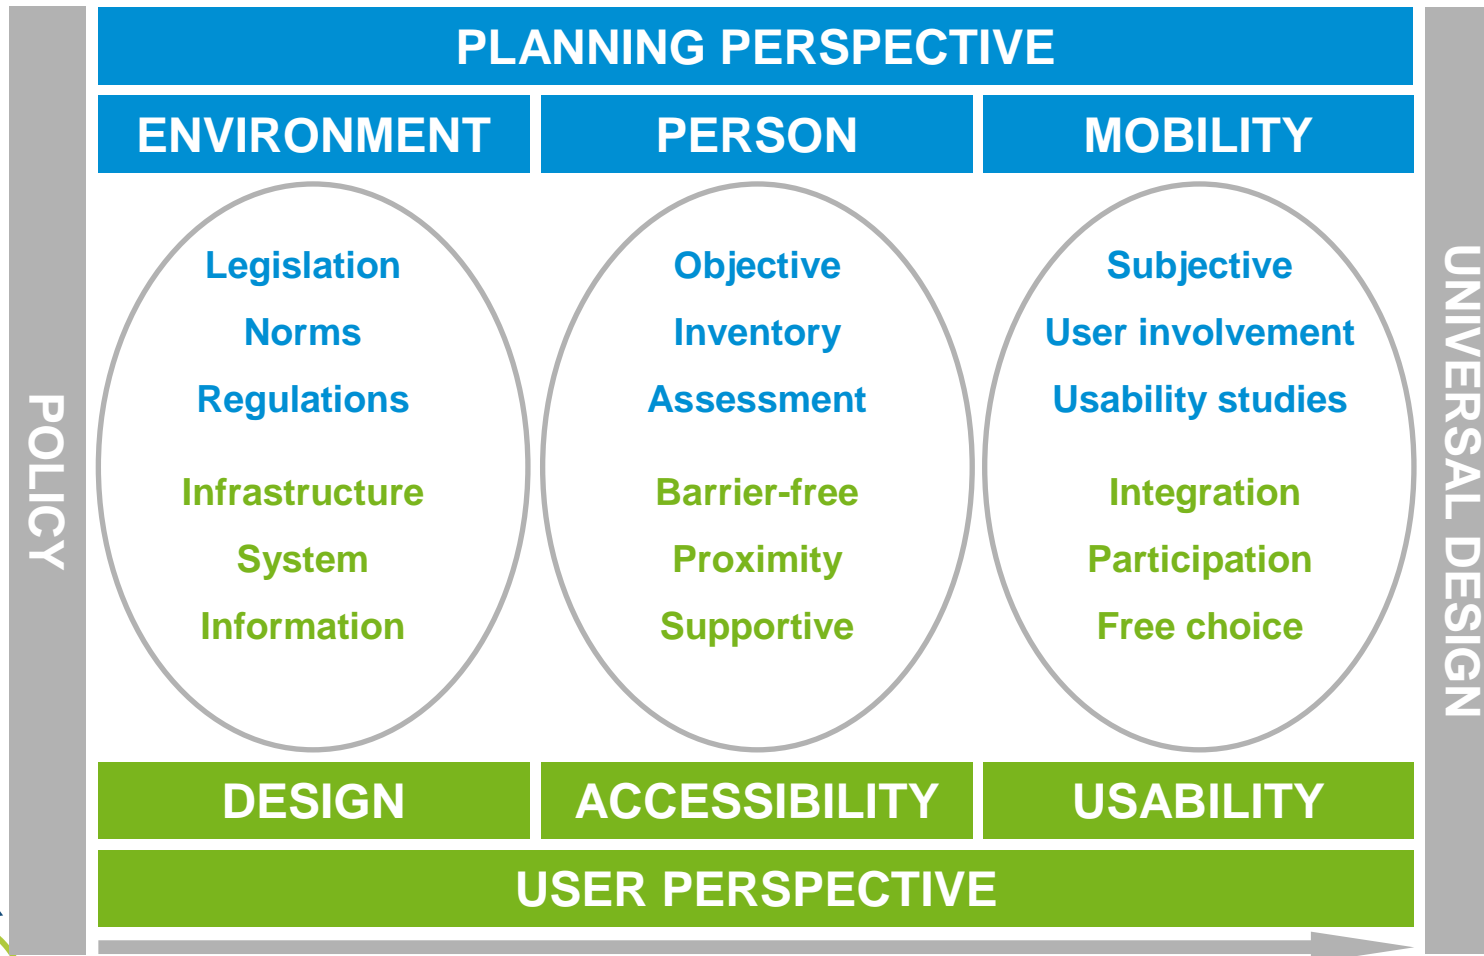 PLANNING PERSPECTIVE
ENVIRONMENT
PERSON
MOBILITY
POLICY
Legislation
Norms
Regulations
Infrastructure
System
Information
Objective
Inventory
Assessment
Barrier-free
Proximity
Supportive
Subjective
User involvement
Usability studies
Integration
Participation
Free choice
UNIVERSAL DESIGN
DESIGN
ACCESSIBILITY
USABILITY
USER PERSPECTIVE